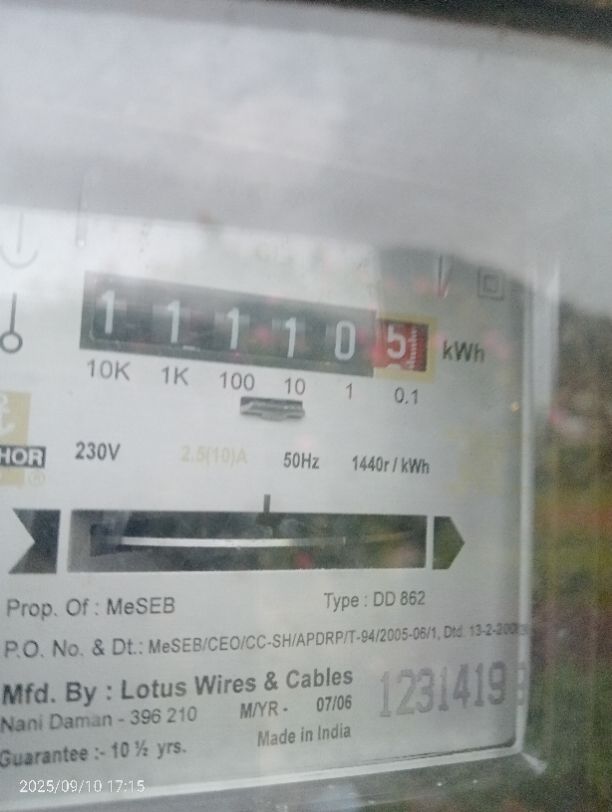 1 1 1 1 0 5 kWh
10K 1K 100 10 1 0.1
HOR
®
230V 2.5(10)A 50Hz 1440r / kWh
Prop. Of : MeSEB Type : DD 862
P.O. No. & Dt.: MeSEB/CEO/CC-SH/APDRP/T-94/2005-06/1, Dtd. 13-2-200
Mfd. By : Lotus Wires & Cables
Nani Daman - 396 210 M/YR - 07/06
1231419
Guarantee :- 10 ½ yrs. Made in India
2025/09/10 17:15